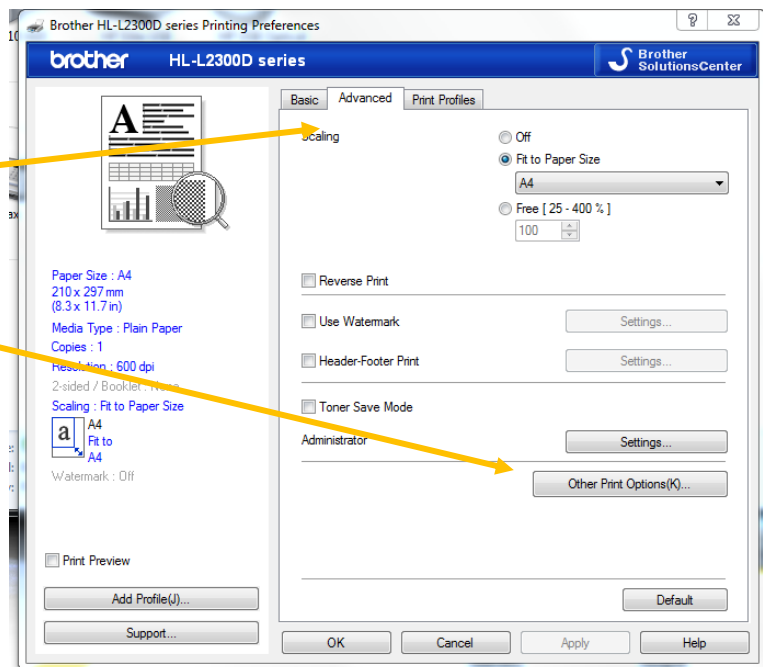 Brother HL-L2300D series Printing Preferences
brother HL-L2300D series
Brother
SolutionsCenter
Basic Advanced Print Profiles
Scaling
Off
Fit to Paper Size
A4
Free [ 25 - 400 % ]
100
Reverse Print
Use Watermark Settings...
Header-Footer Print Settings...
Toner Save Mode
Administrator Settings...
Other Print Options(K)...
Default
A
Paper Size : A4
210 x 297 mm
(8.3 x 11.7 in)
Media Type : Plain Paper
Copies : 1
Resolution : 600 dpi
2-sided / Booklet : None
Scaling : Fit to Paper Size
a
A4
Fit to
A4
Watermark : Off
Print Preview
Add Profile(J)...
Support...
OK Cancel Apply Help